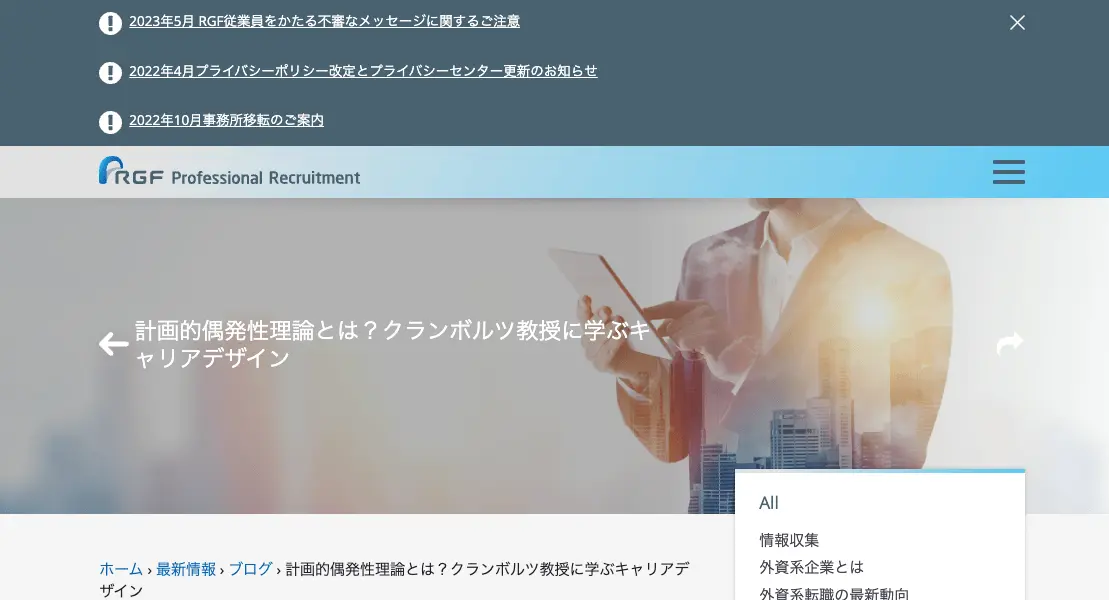 2023年5月 RGF従業員をかたる不審なメッセージに関するご注意
2022年4月プライバシーポリシー改定とプライバシーセンター更新のお知らせ
2022年10月事務所移転のご案内
RGF Professional Recruitment
計画的偶発性理論とは？クランボルツ教授に学ぶキ
ャリアデザイン
All
情報収集
外資系企業とは
外資系転職の最新動向
ホーム › 最新情報 › ブログ › 計画的偶発性理論とは？クランボルツ教授に学ぶキャリアデ
ザイン